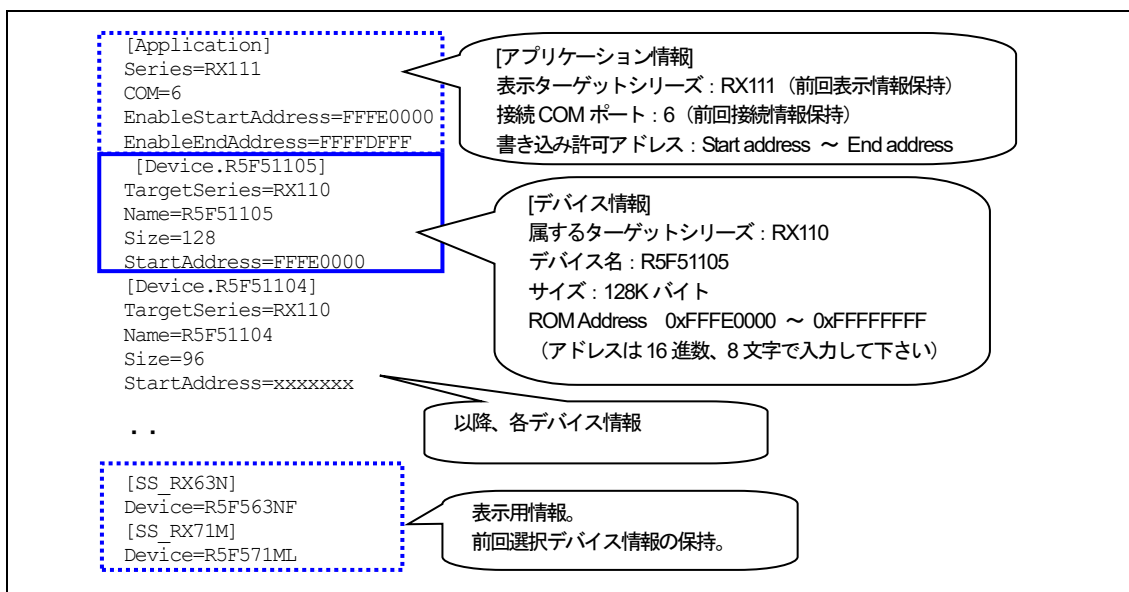 [Application]
Series=RX111
COM=6
EnableStartAddress=FFFE0000
EnableEndAddress=FFFFDFFF
[アプリケーション情報]
表示ターゲットシリーズ：RX111（前回表示情報保持）
接続COMポート：6（前回接続情報保持）
書き込み許可アドレス：Start address ～ End address
[Device.R5F51105]
TargetSeries=RX110
Name=R5F51105
Size=128
StartAddress=FFFE0000
[デバイス情報]
属するターゲットシリーズ：RX110
デバイス名：R5F51105
サイズ：128Kバイト
ROM Address 0xFFFE0000 ～ 0xFFFFFFFF
（アドレスは16進数、8文字で入力して下さい）
[Device.R5F51104]
TargetSeries=RX110
Name=R5F51104
Size=96
StartAddress=xxxxxxx
以降、各デバイス情報
．．
[SS_RX63N]
Device=R5F563NF
[SS_RX71M]
Device=R5F571ML
表示用情報。
前回選択デバイス情報の保持。